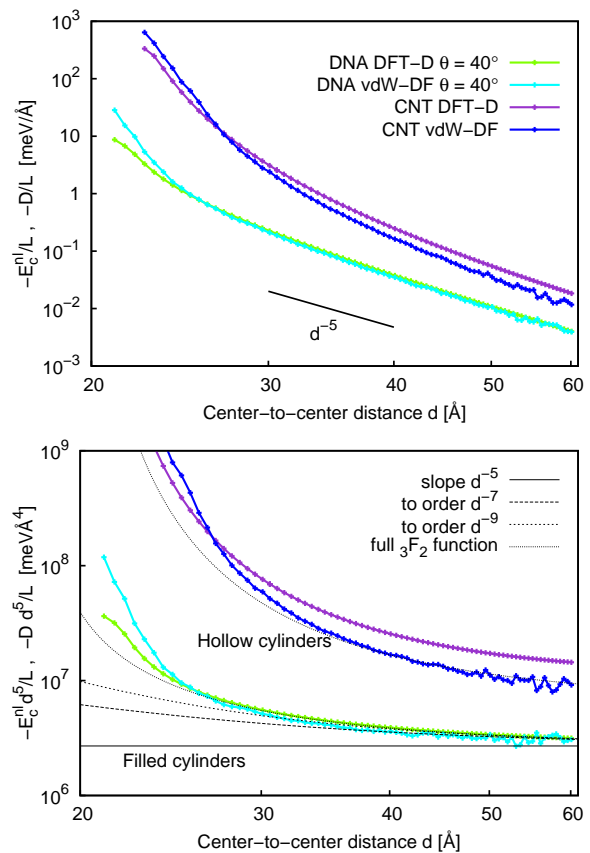 10³
10²
10
1
10⁻¹
10⁻²
10⁻³
−E_c^nl/L , −D/L [meV/Å]
DNA DFT−D θ = 40°
DNA vdW−DF θ = 40°
CNT DFT−D
CNT vdW−DF
d⁻⁵
20 30 40 50 60
Center−to−center distance d [Å]
10⁹
10⁸
10⁷
10⁶
−E_c^nl d⁵/L , −D d⁵/L [meVÅ⁴]
slope d⁻⁵
to order d⁻⁷
to order d⁻⁹
full ₃F₂ function
Hollow cylinders
Filled cylinders
20 30 40 50 60
Center−to−center distance d [Å]